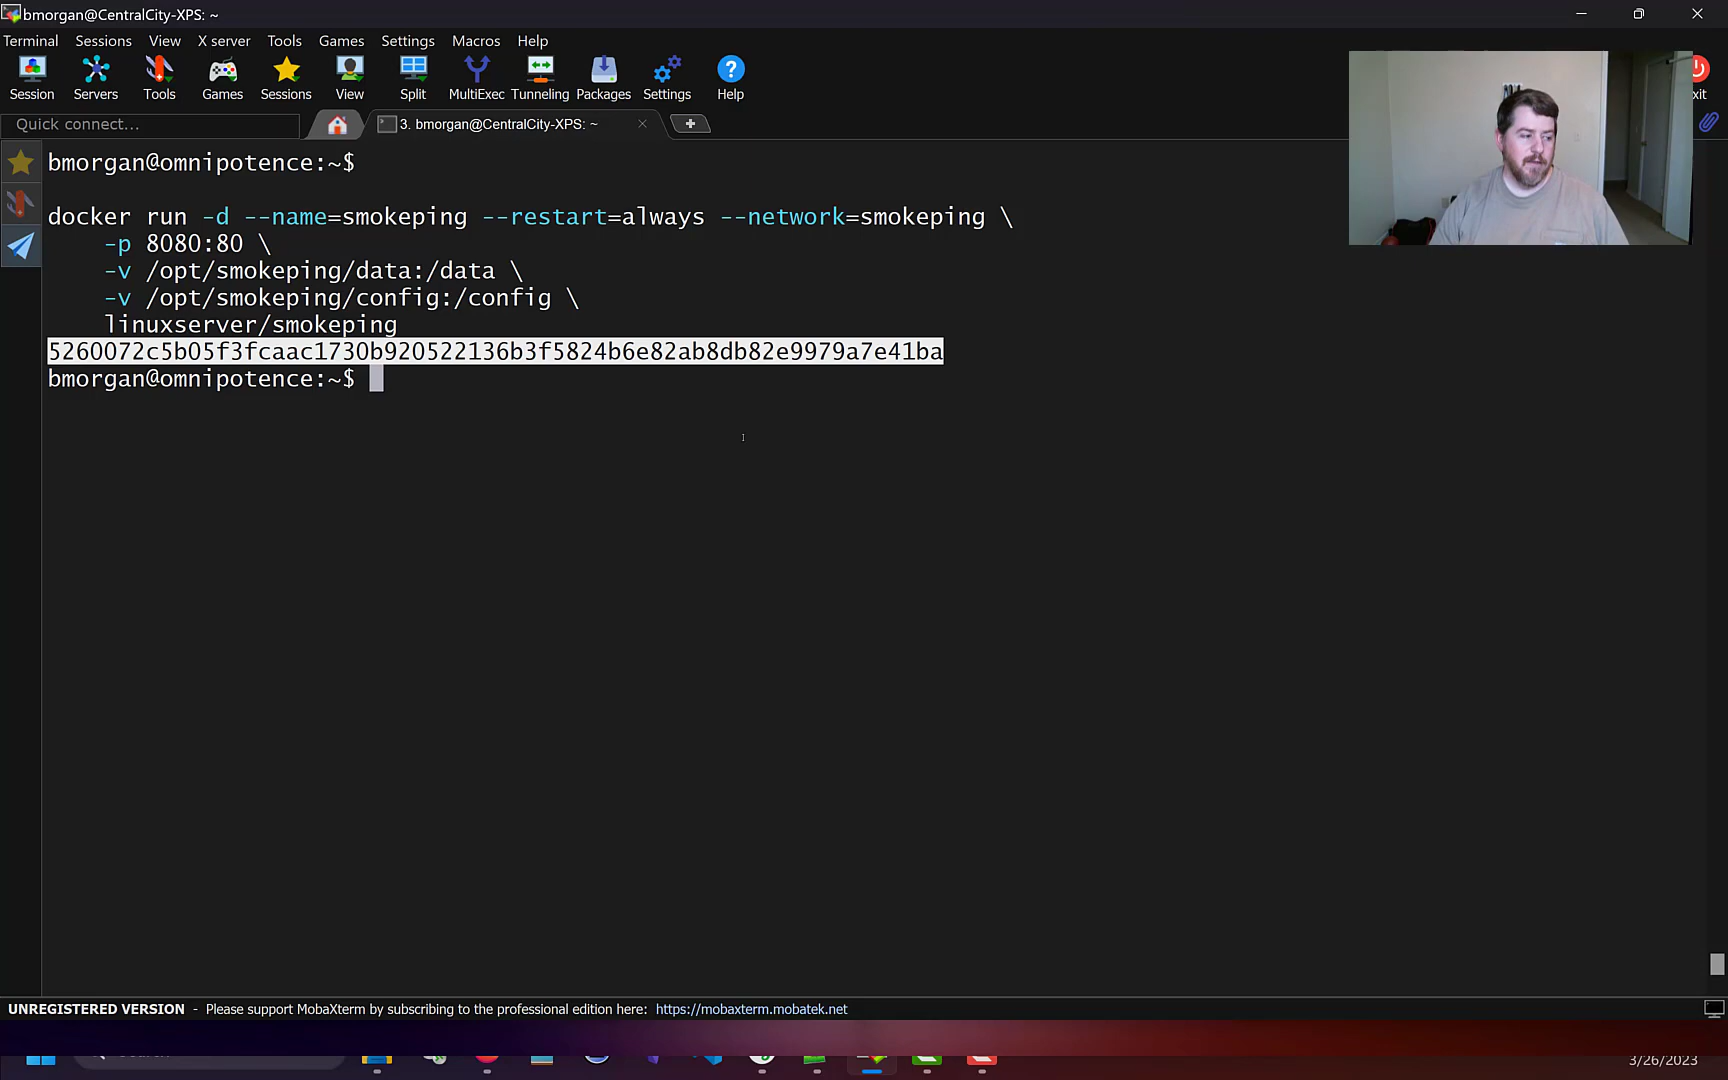 bmorgan@CentralCity-XPS: ~
Terminal Sessions View X server Tools Games Settings Macros Help
Session Servers Tools Games Sessions View Split MultiExec Tunneling Packages Settings Help xit
Quick connect...
3. bmorgan@CentralCity-XPS: ~
bmorgan@omnipotence:~$
docker run -d --name=smokeping --restart=always --network=smokeping \
-p 8080:80 \
-v /opt/smokeping/data:/data \
-v /opt/smokeping/config:/config \
linuxserver/smokeping
5260072c5b05f3fcaac1730b920522136b3f5824b6e82ab8db82e9979a7e41ba
bmorgan@omnipotence:~$
UNREGISTERED VERSION - Please support MobaXterm by subscribing to the professional edition here: https://mobaxterm.mobatek.net
3/26/2023